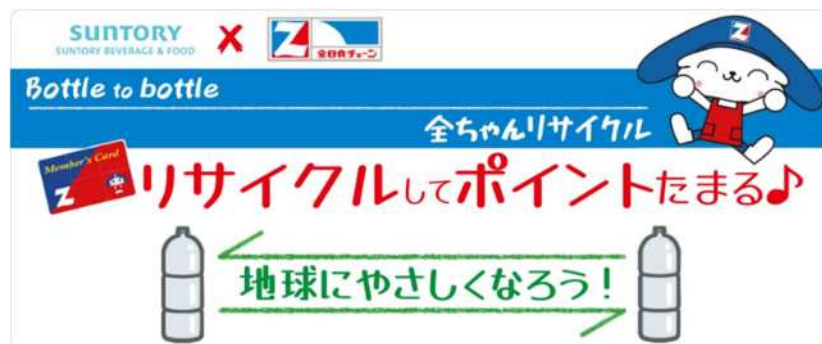 SUNTORY
SUNTORY BEVERAGE & FOOD
X
Z
全日食チェーン
Bottle to bottle
全ちゃんリサイクル
Member's Card
Z
リサイクルしてポイントたまる♪
地球にやさしくなろう！